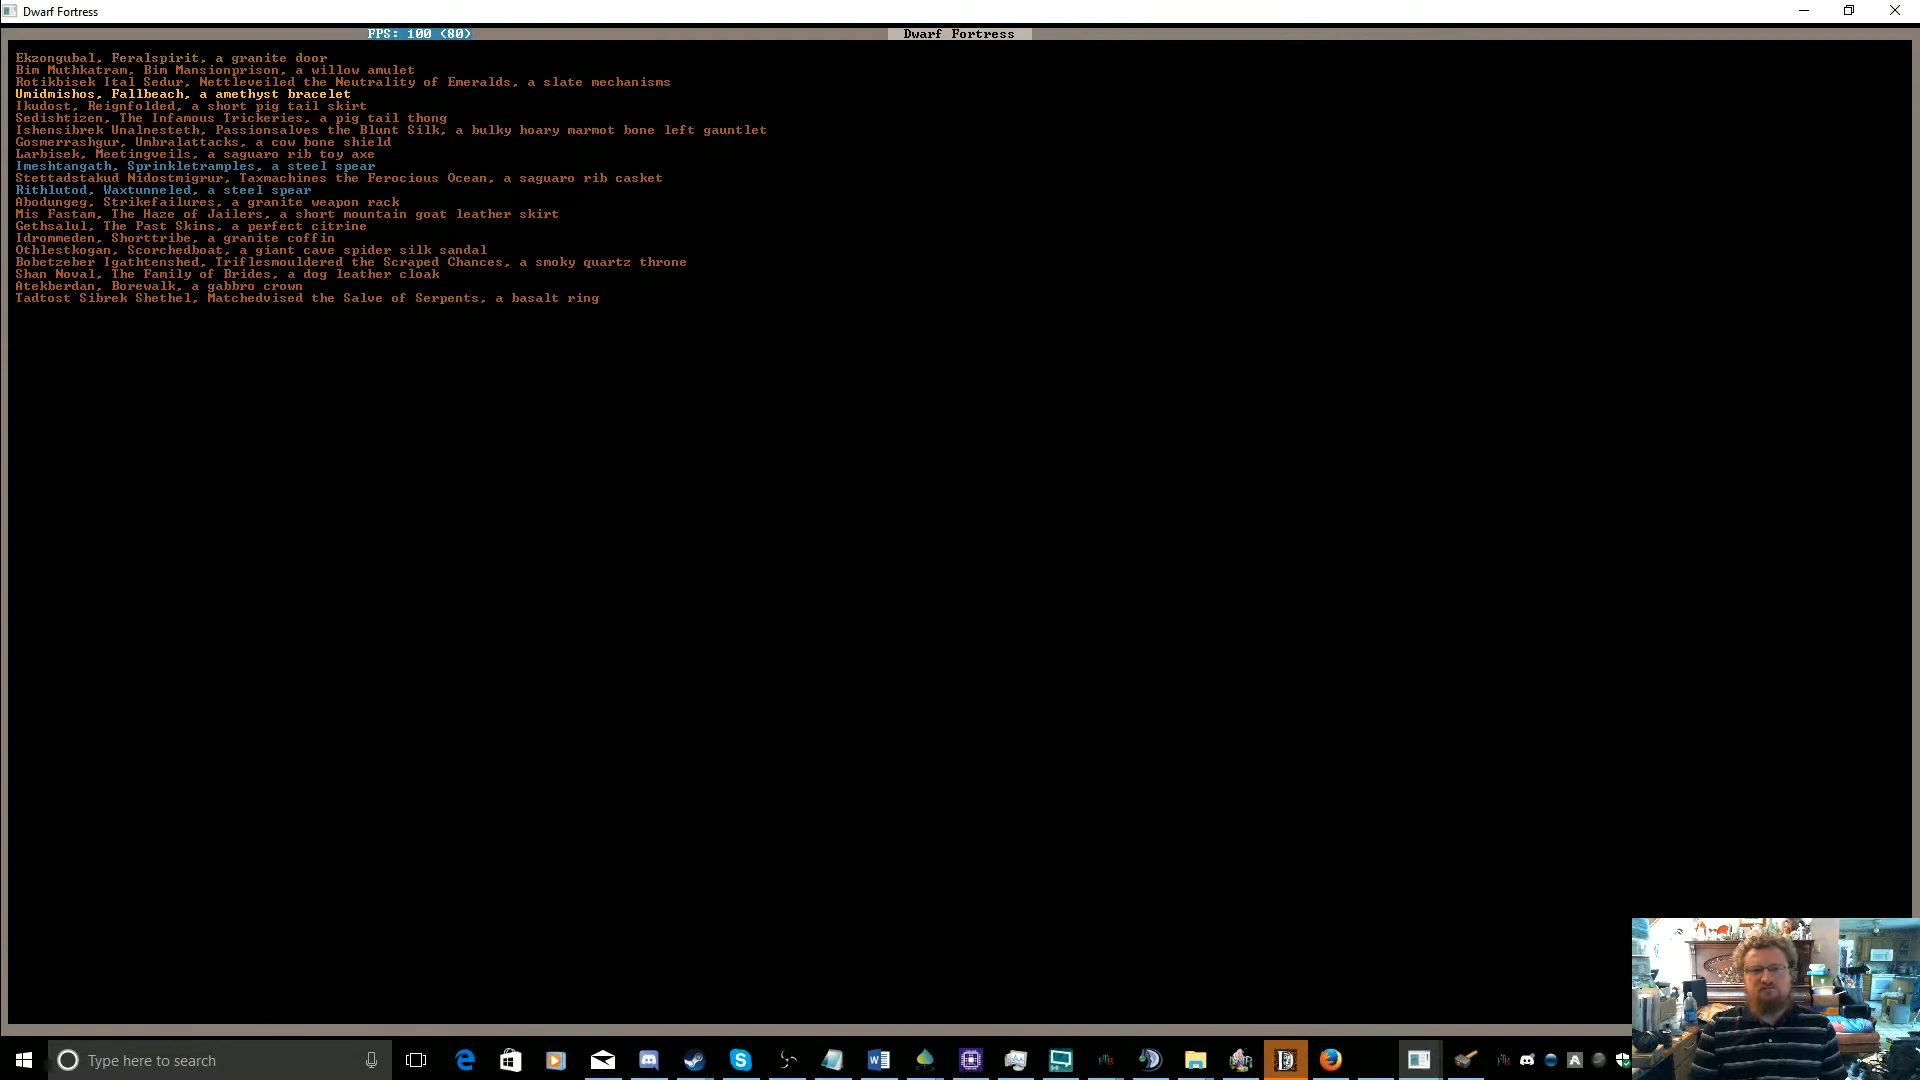 Dwarf Fortress
FPS: 100 (80)
Dwarf Fortress
Ekzongubal, Feralspirit, a granite door
Bim Muthkatram, Bim Mansionprison, a willow amulet
Rotikbisek Ital Sedur, Nettleveiled the Neutrality of Emeralds, a slate mechanisms
Umidmishos, Fallbeach, a amethyst bracelet
Ikudost, Reignfolded, a short pig tail skirt
Sedishtizen, The Infamous Trickeries, a pig tail thong
Ishensibrek Unalnesteth, Passionsalves the Blunt Silk, a bulky hoary marmot bone left gauntlet
Gosmerrashgur, Umbralattacks, a cow bone shield
Larbisek, Meetingveils, a saguaro rib toy axe
Imeshtangath, Sprinkletramples, a steel spear
Stettadstakud Nidostmigrur, Taxmachines the Ferocious Ocean, a saguaro rib casket
Rithlutod, Waxtunneled, a steel spear
Abodungeg, Strikefailures, a granite weapon rack
Mis Fastam, The Haze of Jailers, a short mountain goat leather skirt
Gethsalul, The Past Skins, a perfect citrine
Idrommeden, Shorttribe, a granite coffin
Othlestkogan, Scorchedboat, a giant cave spider silk sandal
Bobetzeber Igathtenshed, Triflesmouldered the Scraped Chances, a smoky quartz throne
Shan Noval, The Family of Brides, a dog leather cloak
Atekberdan, Borewalk, a gabbro crown
Tadtost Sibrek Shethel, Matchedvised the Salve of Serpents, a basalt ring
Type here to search